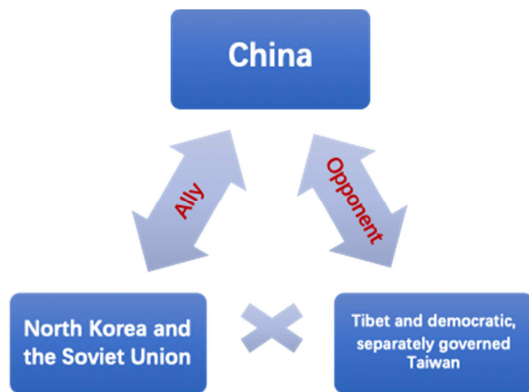 China
Ally
Opponent
North Korea and
the Soviet Union
Tibet and democratic,
separately governed
Taiwan